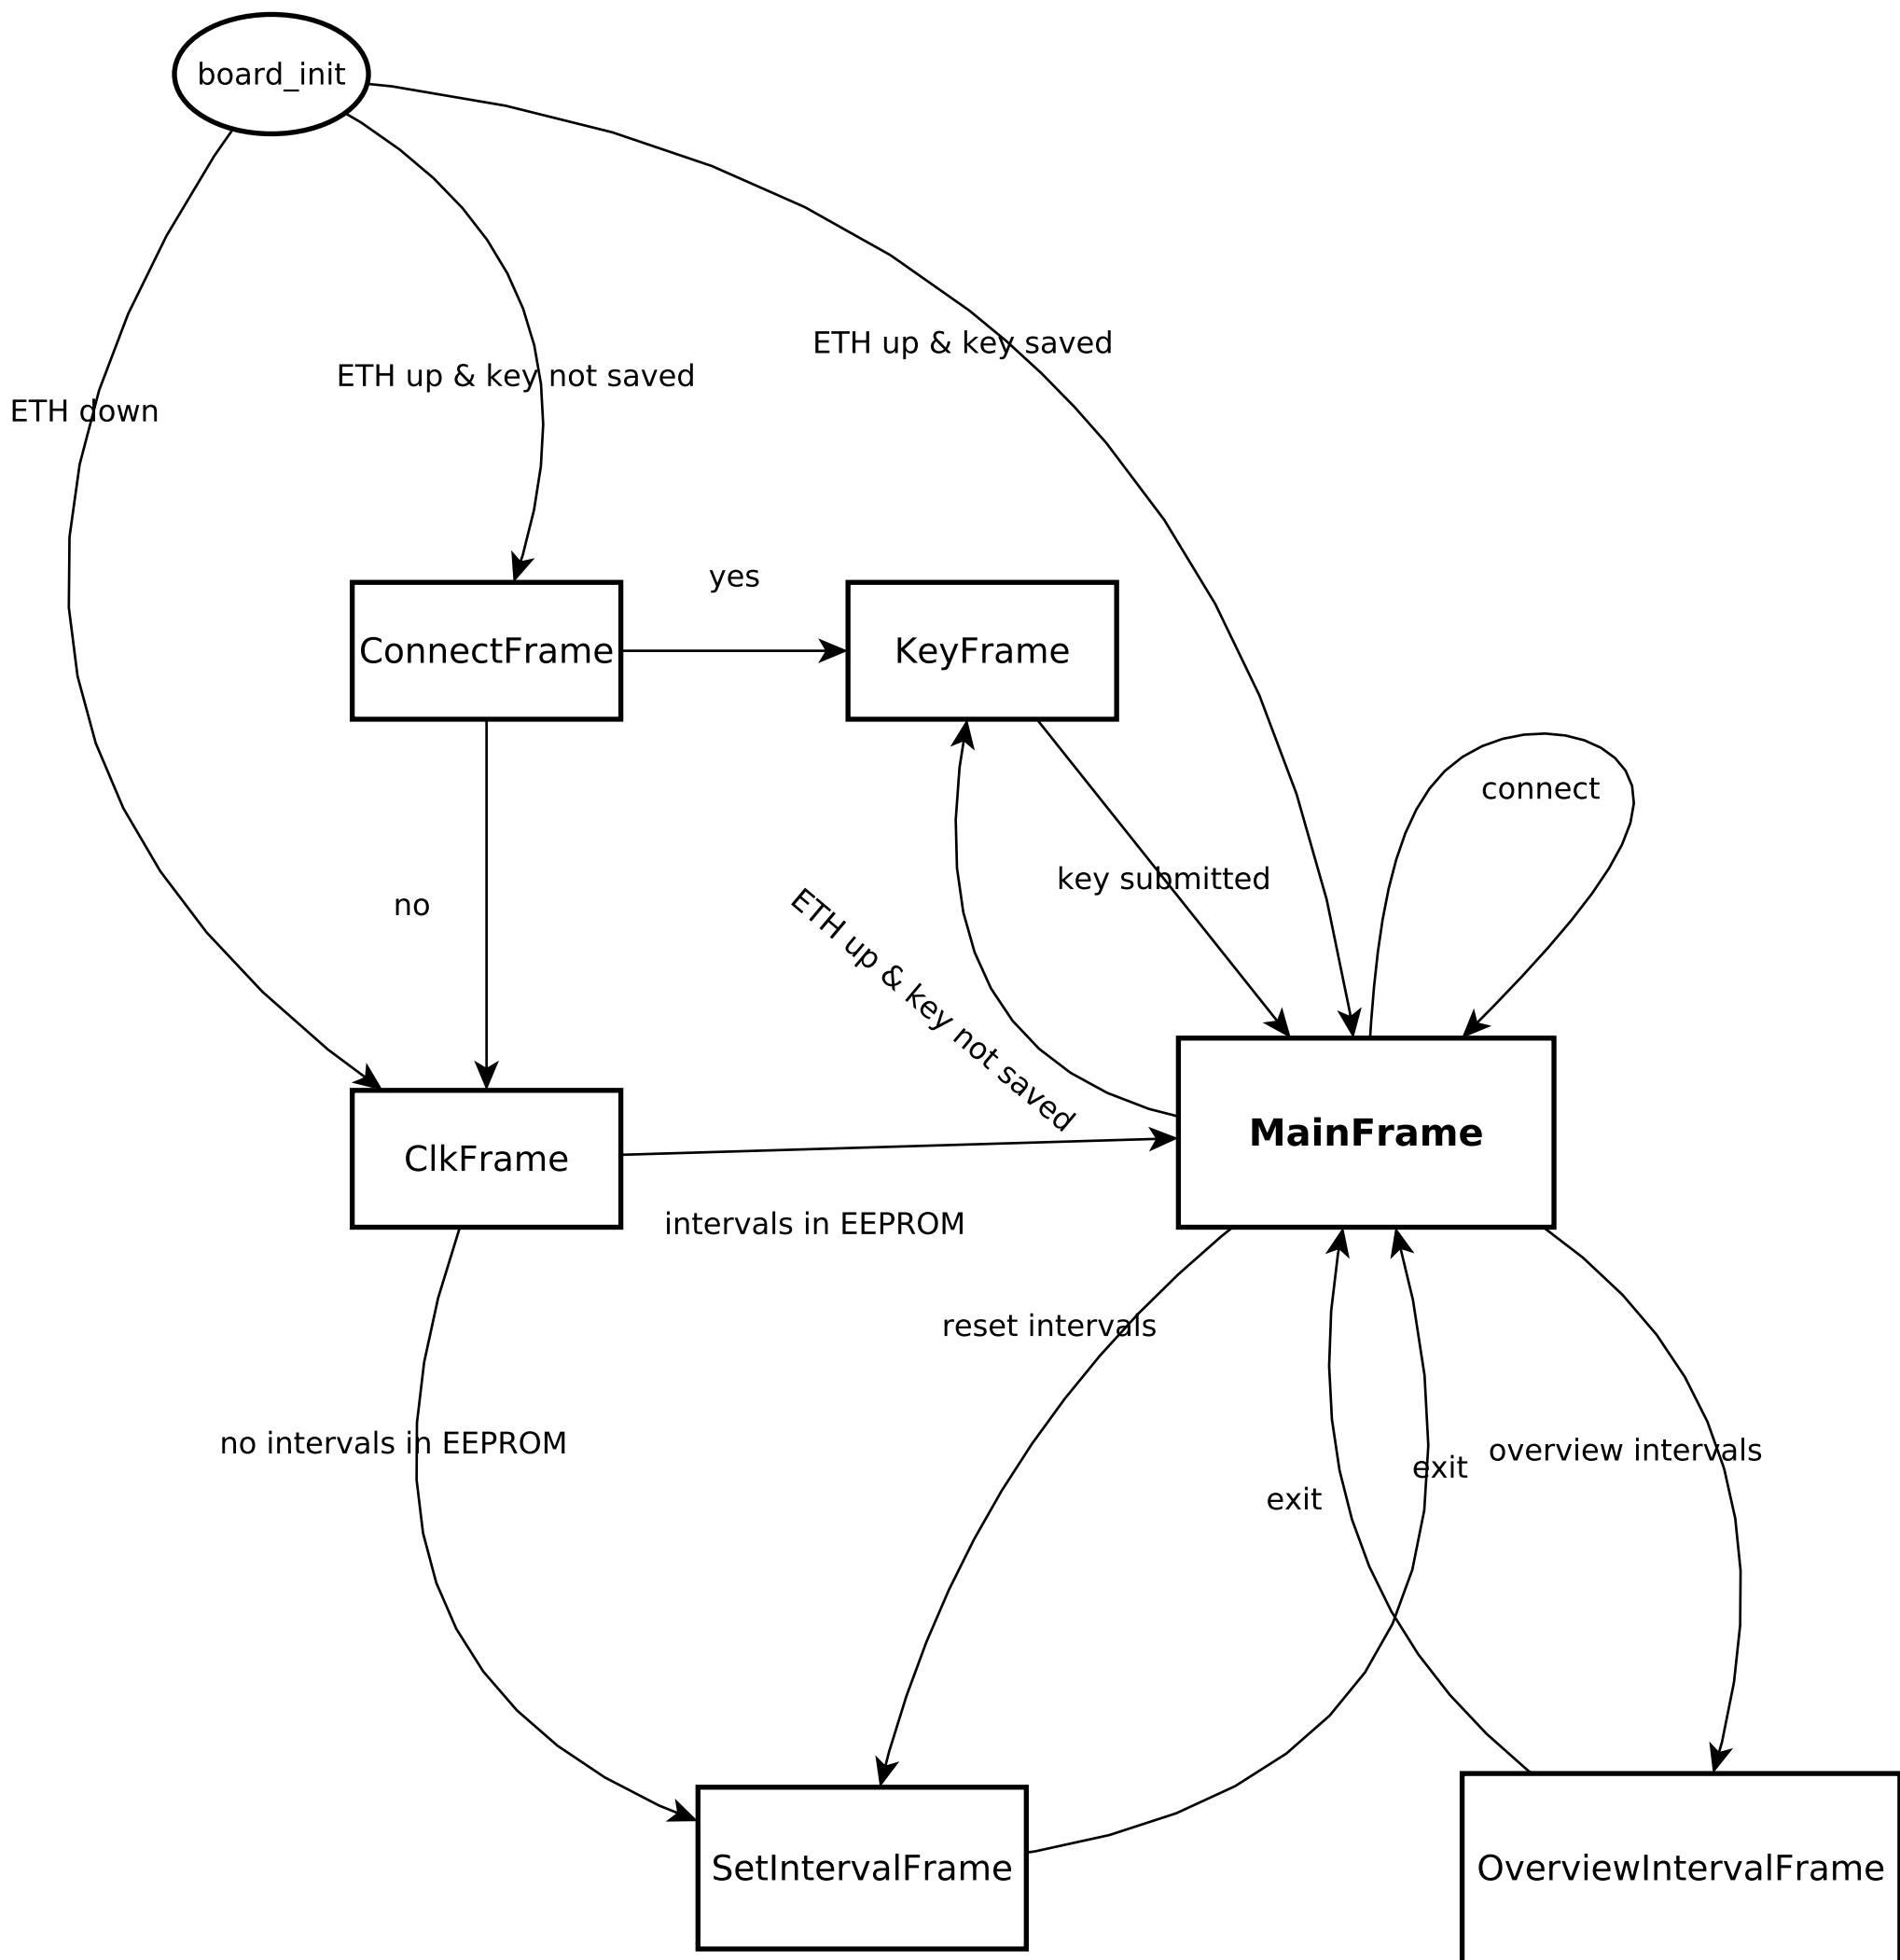 board_init
ETH up & key saved
ETH up & key not saved
ETH down
yes
ConnectFrame
KeyFrame
connect
key submitted
no
ETH up & key not saved
MainFrame
ClkFrame
intervals in EEPROM
reset intervals
no intervals in EEPROM
overview intervals
exit
exit
SetIntervalFrame
OverviewIntervalFrame